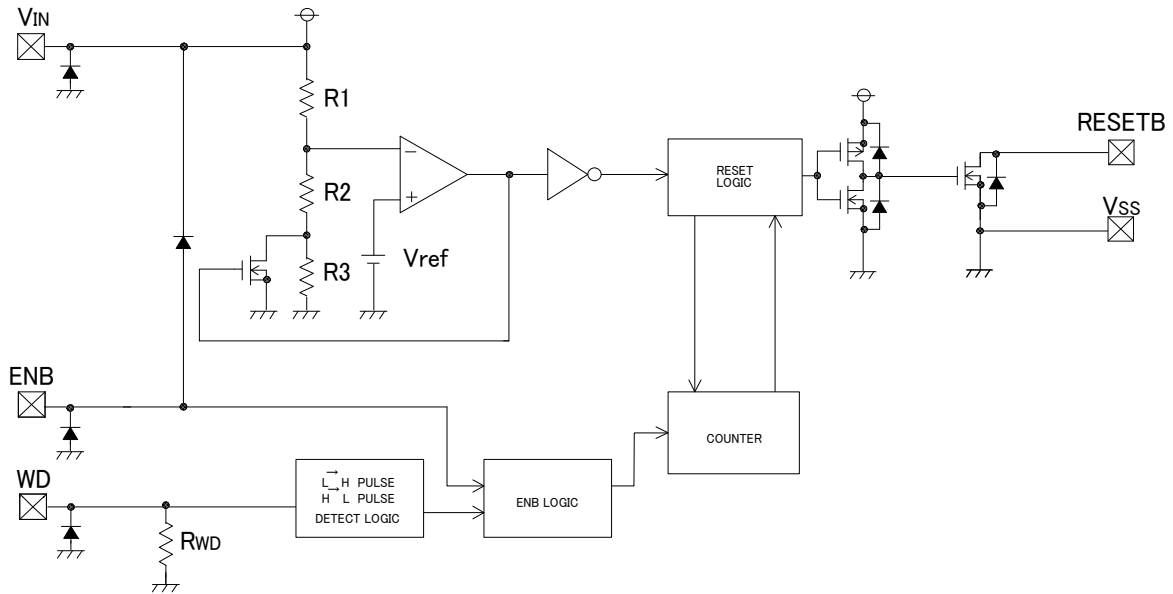 VIN
R1
RESETB
−
RESET
LOGIC
R2
+
VSS
Vref
R3
ENB
COUNTER
WD
L → H PULSE
H → L PULSE
DETECT LOGIC
ENB LOGIC
RWD